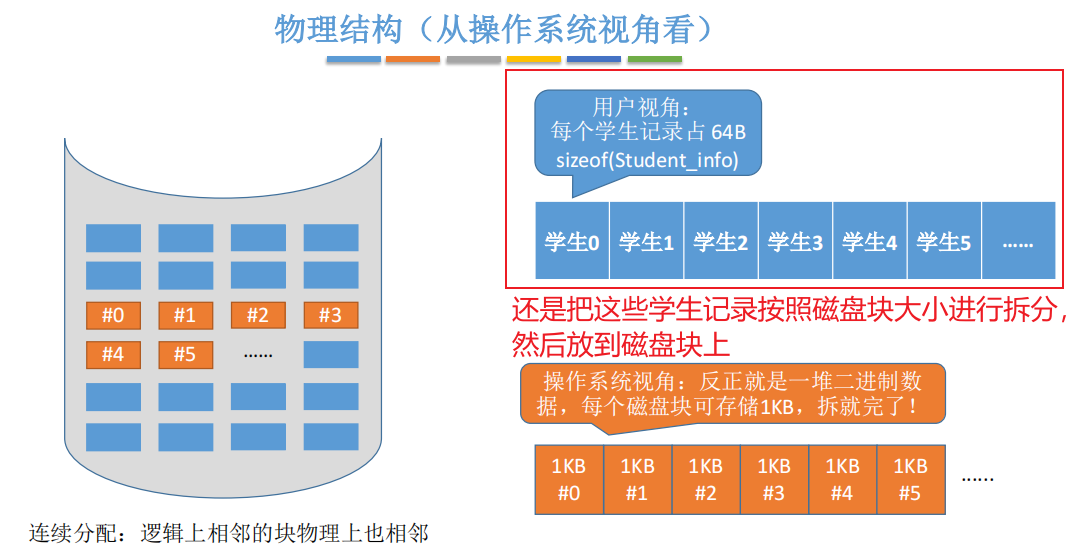 物理结构（从操作系统视角看）
用户视角：
每个学生记录占 64B
sizeof(Student_info)
学生0 学生1 学生2 学生3 学生4 学生5 ……
还是把这些学生记录按照磁盘块大小进行拆分，
然后放到磁盘块上
操作系统视角：反正就是一堆二进制数
据，每个磁盘块可存储1KB，拆就完了！
1KB 1KB 1KB 1KB 1KB 1KB
#0 #1 #2 #3 #4 #5 ……
#0 #1 #2 #3
#4 #5 ……
连续分配：逻辑上相邻的块物理上也相邻